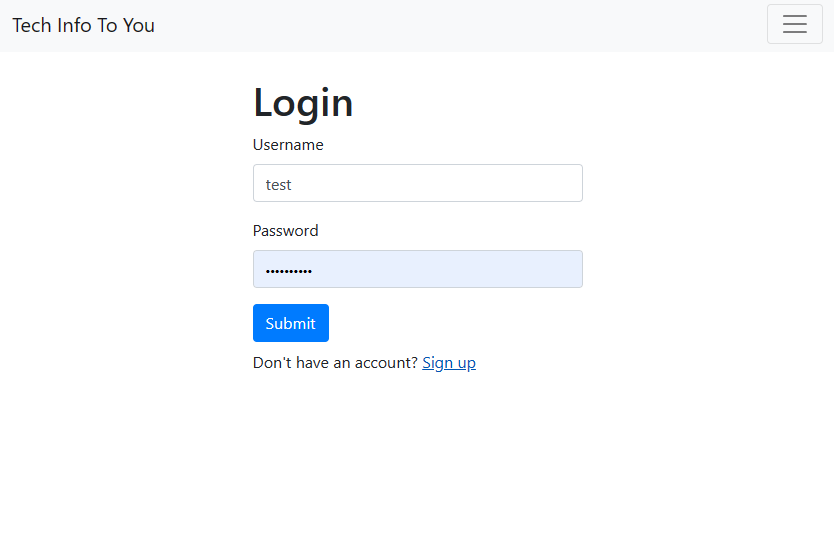 Tech Info To You
Login
Username
test
Password
••••••••••
Submit
Don't have an account? Sign up